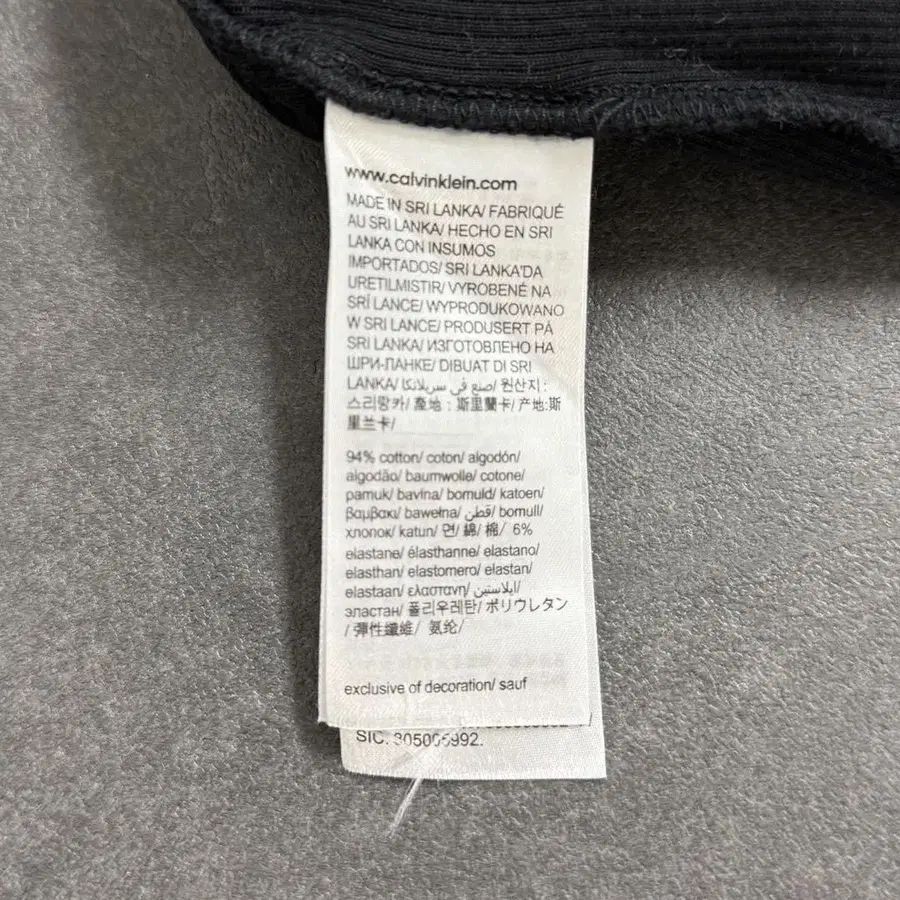 www.calvinklein.com
MADE IN SRI LANKA/ FABRIQUÉ
AU SRI LANKA/ HECHO EN SRI
LANKA CON INSUMOS
IMPORTADOS/ SRI LANKA'DA
URETILMISTIR/ VYROBENÉ NA
SRÍ LANCE/ WYPRODUKOWANO
W SRI LANCE/ PRODUSERT PÅ
SRI LANKA/ ИЗГОТОВЛЕНО НА
ШРИ-ЛАНКЕ/ DIBUAT DI SRI
LANKA/ صنع في سريلانكا/ 원산지 :
스리랑카/ 產地 : 斯里蘭卡/ 产地:斯
里兰卡/
94% cotton/ coton/ algodón/
algodão/ baumwolle/ cotone/
pamuk/ bavlna/ bomuld/ katoen/
βαμβακι/ bawełna/ قطن/ bomull/
хлопок/ katun/ 면/ 綿/ 棉/ 6%
elastane/ élasthanne/ elastano/
elasthan/ elastomero/ elastan/
elastaan/ ελαστανη/ ايلاستين/
эластан/ 폴리우레탄/ ポリウレタン
/ 彈性纖維/ 氨纶/
exclusive of decoration/ sauf
SIC.